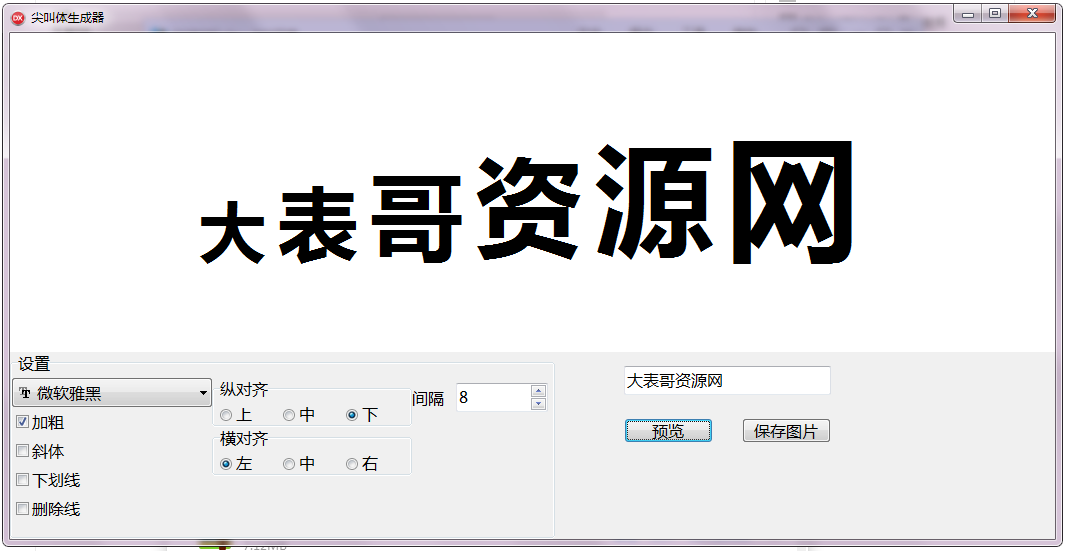 尖叫体生成器
大表哥资源网
设置
微软雅黑
加粗
斜体
下划线
删除线
纵对齐
上 中 下
横对齐
左 中 右
间隔 8
大表哥资源网
预览 保存图片
7.12MB